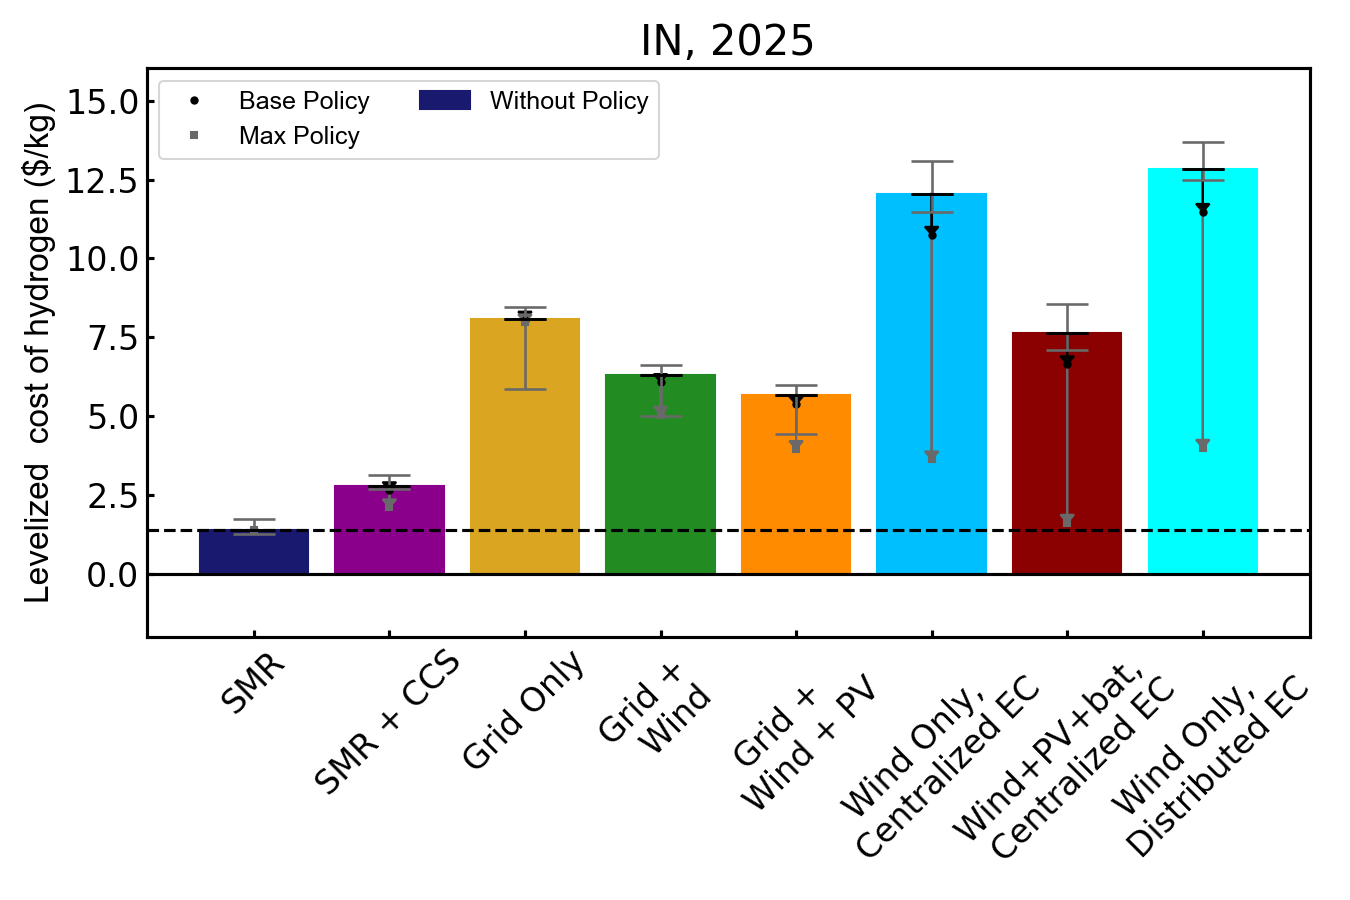 IN, 2025
Base Policy
Max Policy
Without Policy
Levelized  cost of hydrogen ($/kg)
15.0
12.5
10.0
7.5
5.0
2.5
0.0
SMR
SMR + CCS
Grid Only
Grid +
Wind
Grid +
Wind + PV
Wind Only,
Centralized EC
Wind+PV+bat,
Centralized EC
Wind Only,
Distributed EC